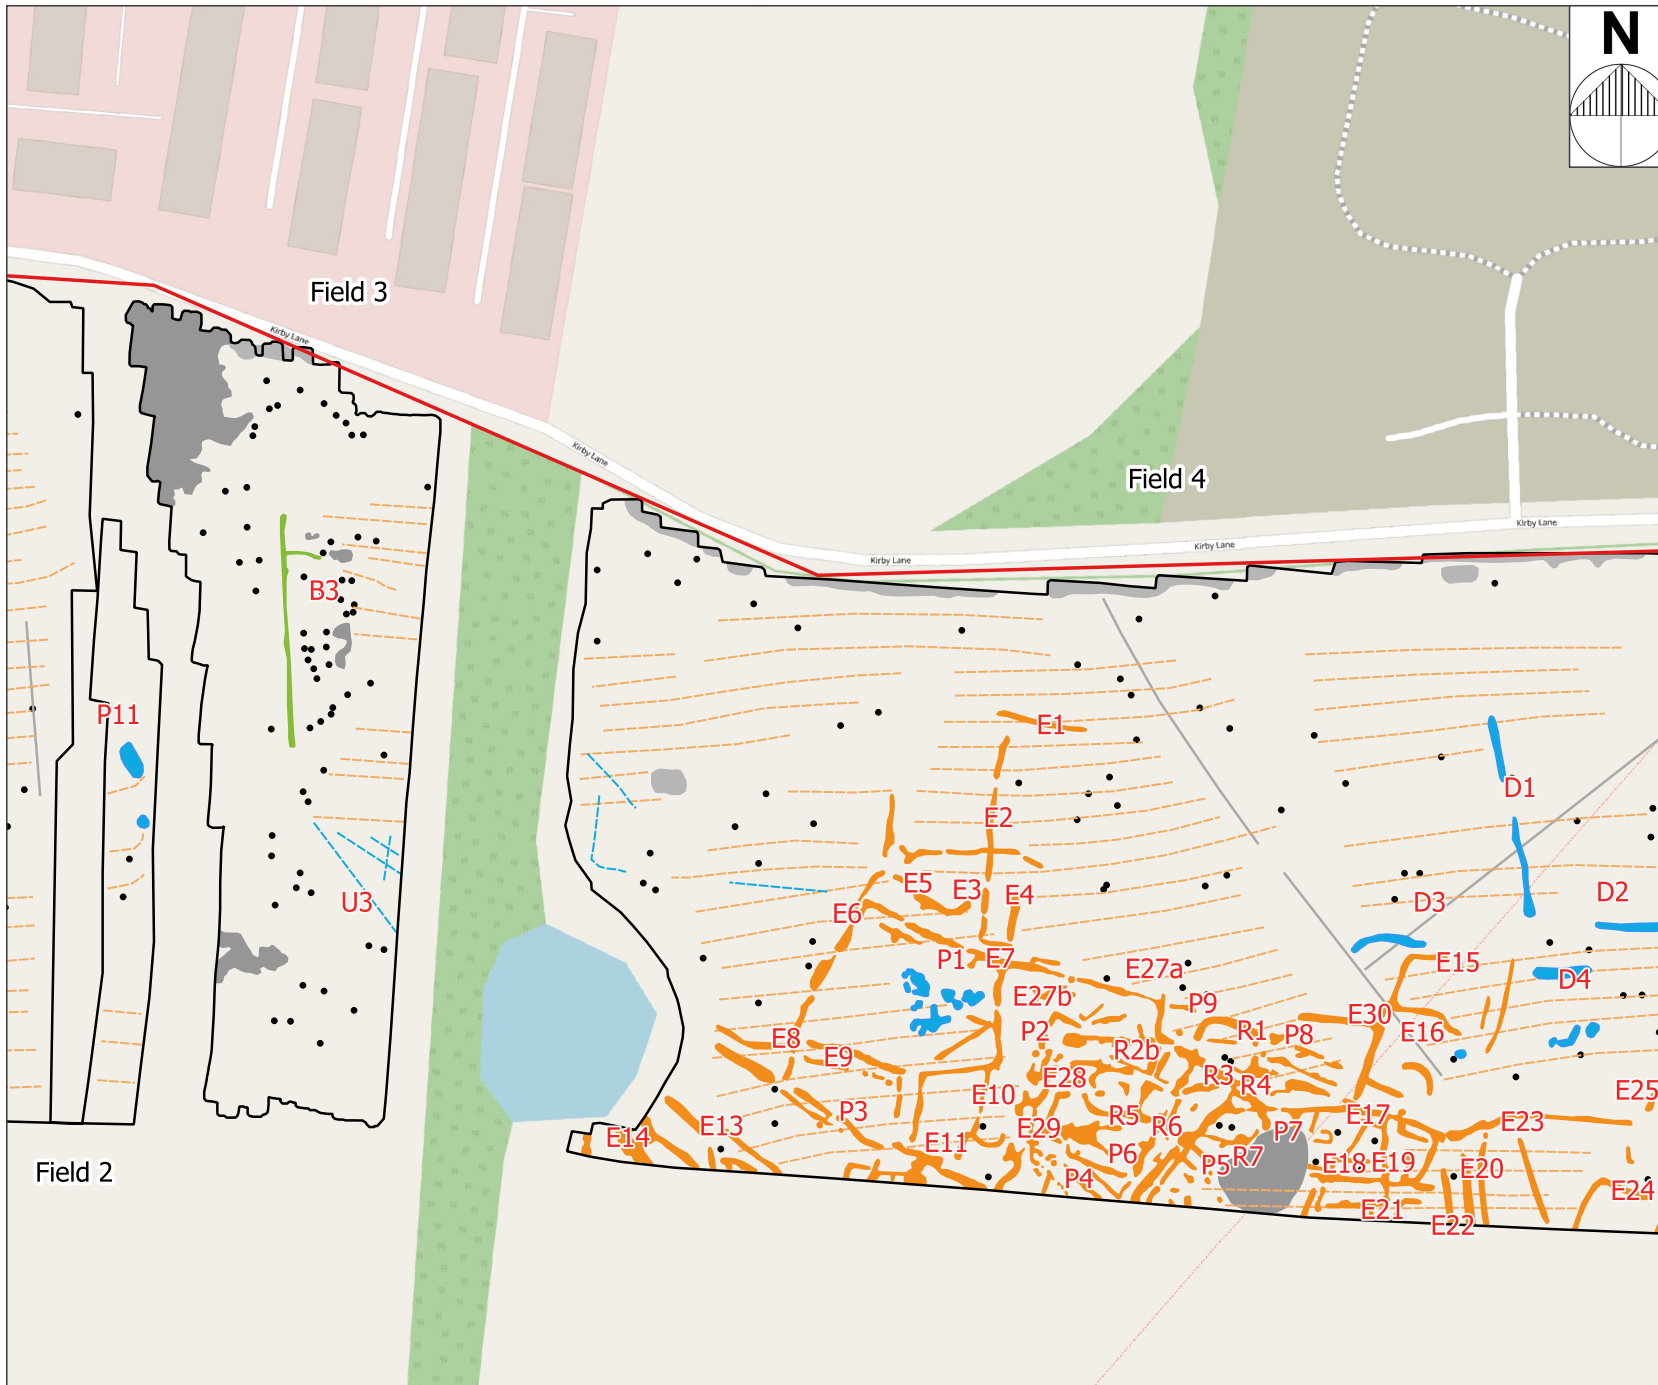 N
Field 3
Kirby Lane
Kirby Lane
Field 4
Kirby Lane
Kirby Lane
Kirby Lane
B3
P11
E1
D1
E2
U3
E5
E3
E4
E6
D3
D2
P1
E7
E27a
E15
D4
E27b
P9
E30
P2
R1
P8
E16
E8
E9
R2b
E28
R3
R4
E10
E25
P3
R5
R6
E17
E23
E13
E14
E11
E29
P7
P6
P5
R7
E18
E19
E20
Field 2
P4
E24
E21
E22